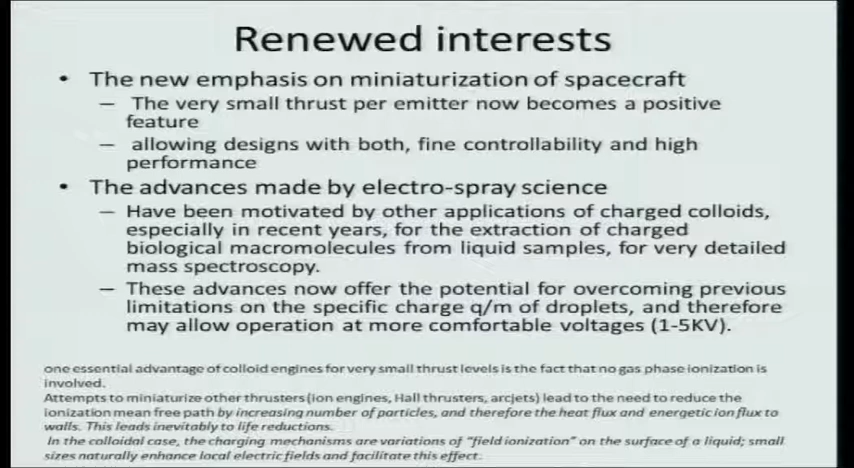 Renewed interests
• The new emphasis on miniaturization of spacecraft
– The very small thrust per emitter now becomes a positive
feature
– allowing designs with both, fine controllability and high
performance
• The advances made by electro-spray science
– Have been motivated by other applications of charged colloids,
especially in recent years, for the extraction of charged
biological macromolecules from liquid samples, for very detailed
mass spectroscopy.
– These advances now offer the potential for overcoming previous
limitations on the specific charge q/m of droplets, and therefore
may allow operation at more comfortable voltages (1-5KV).
one essential advantage of colloid engines for very small thrust levels is the fact that no gas phase ionization is
involved.
Attempts to miniaturize other thrusters (ion engines, Hall thrusters, arcjets) lead to the need to reduce the
ionization mean free path by increasing number of particles, and therefore the heat flux and energetic ion flux to
walls. This leads inevitably to life reductions.
In the colloidal case, the charging mechanisms are variations of "field ionization" on the surface of a liquid; small
sizes naturally enhance local electric fields and facilitate this effect.